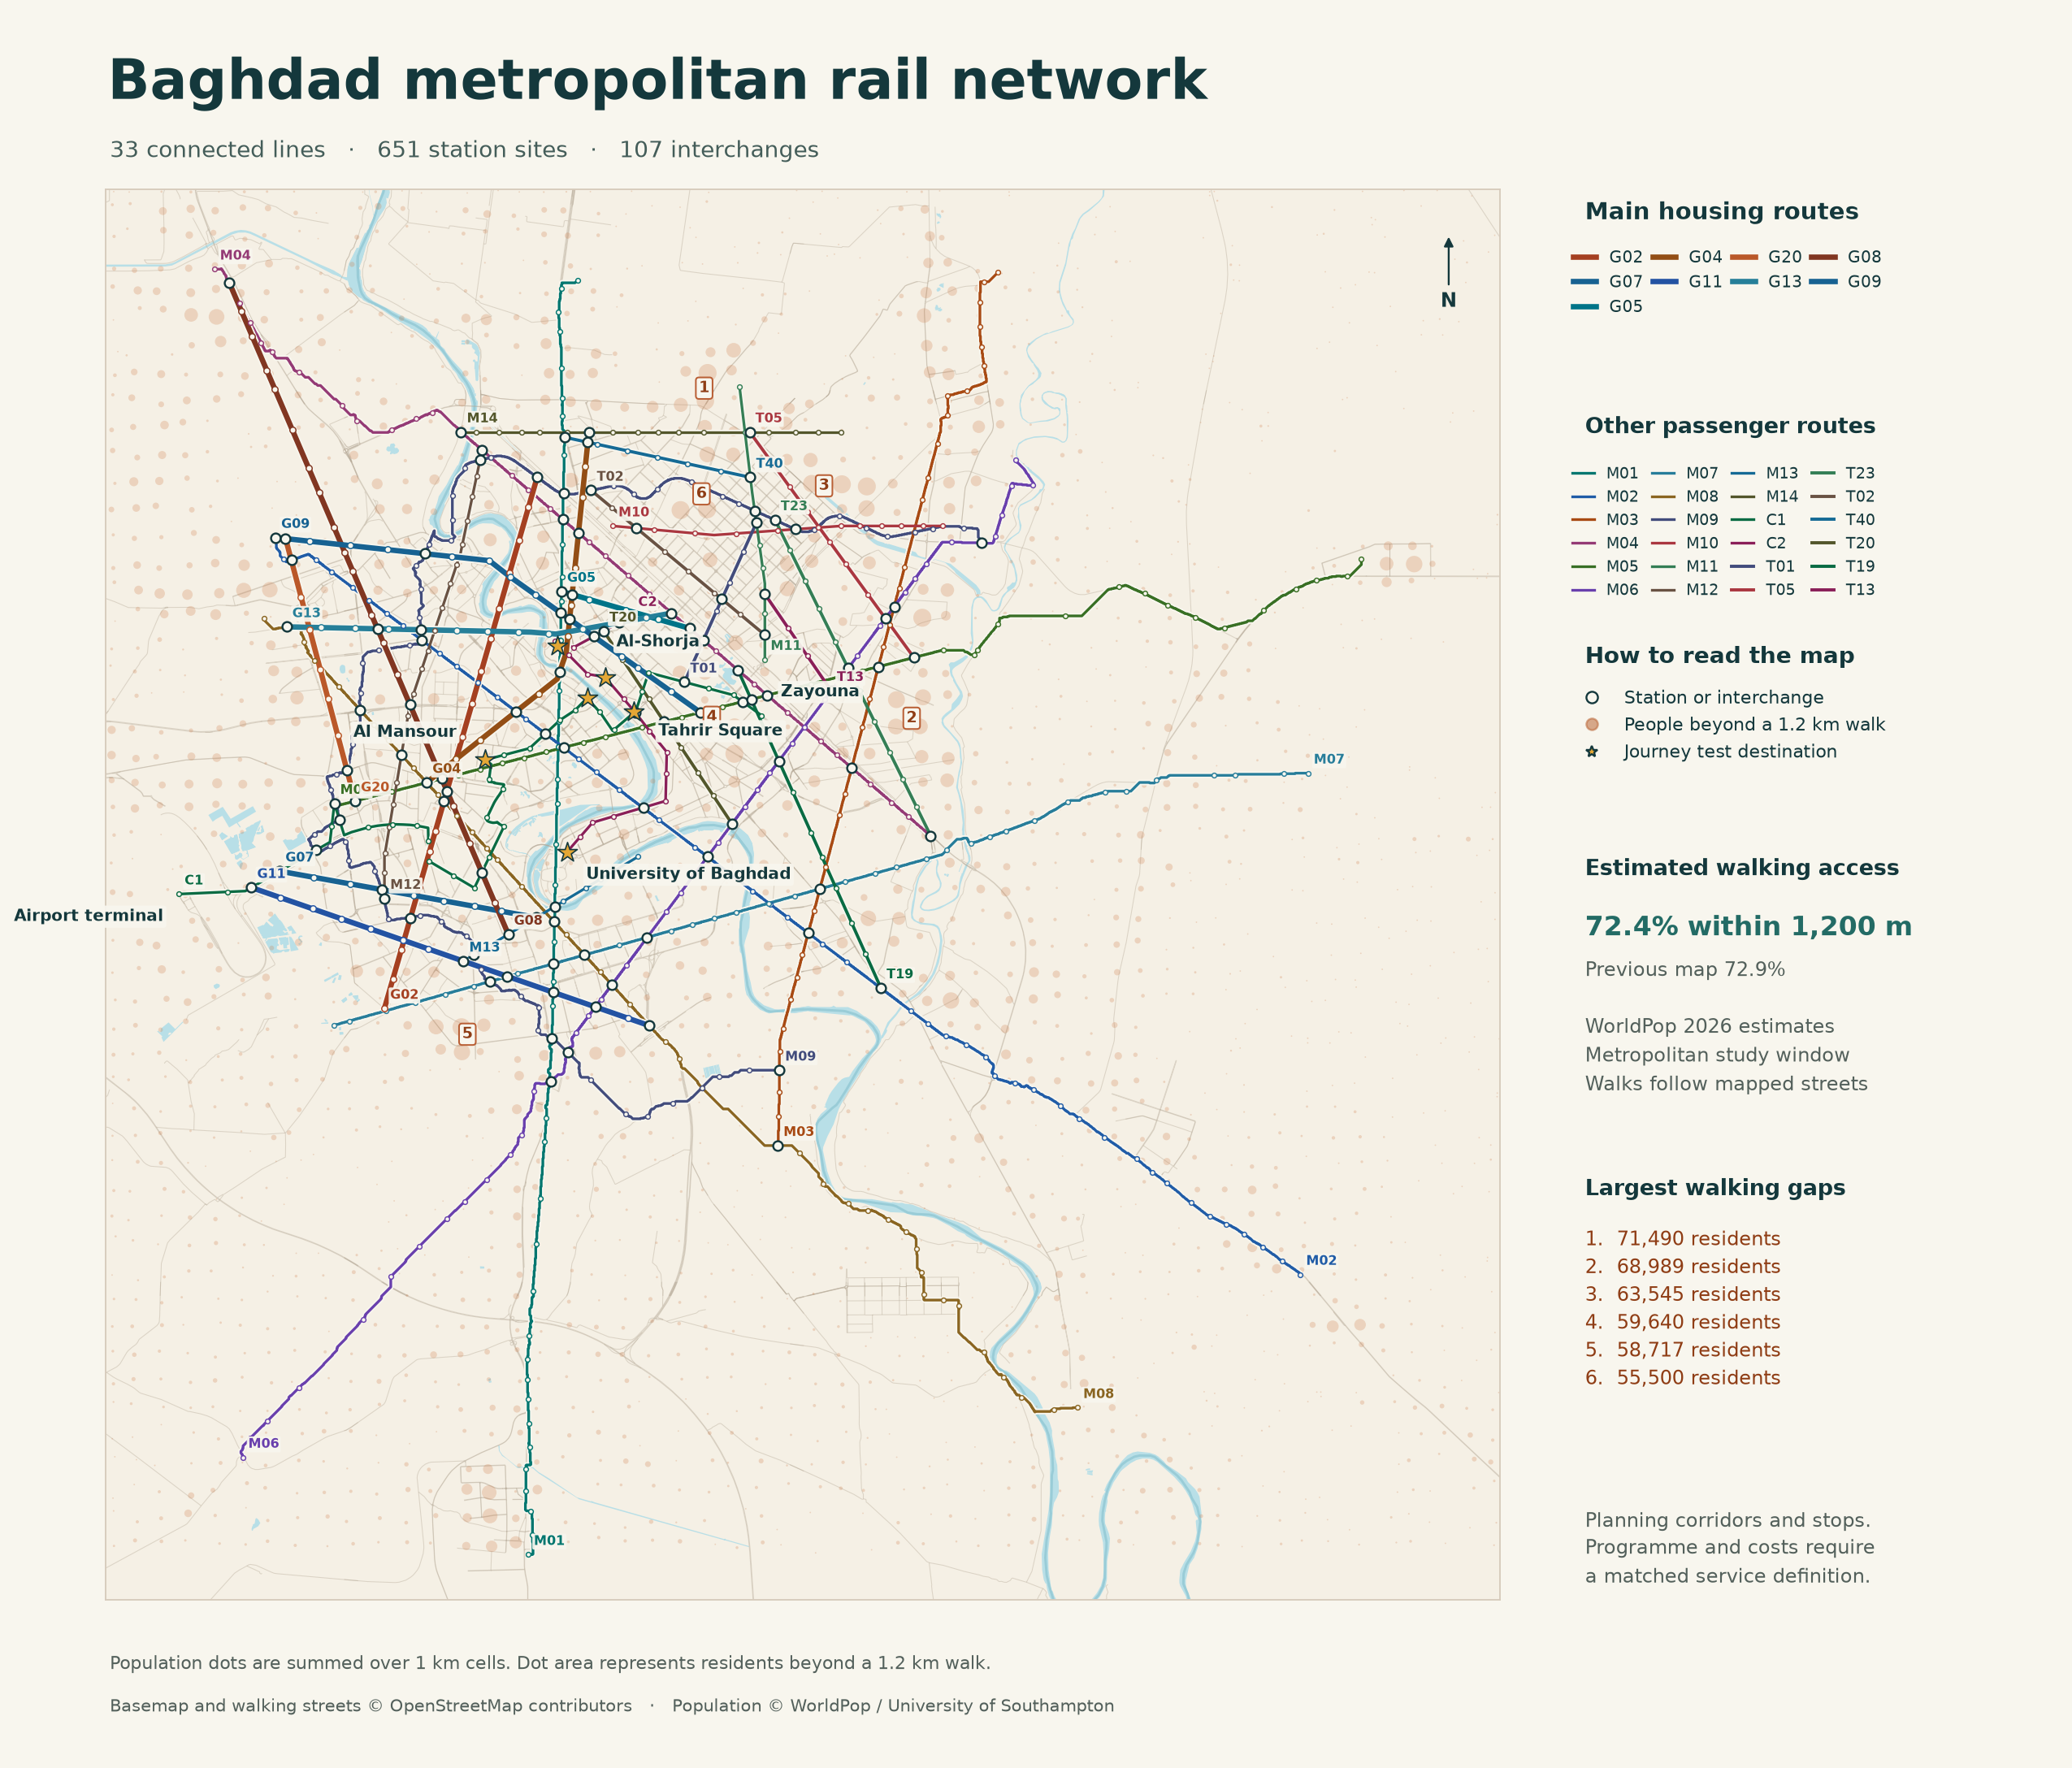 Baghdad metropolitan rail network
33 connected lines · 651 station sites · 107 interchanges
M04
M14
T05
T40
T02
T23
M10
G09
G05
C2
G13
T20
Al-Shorja
M11
T01
T13
Zayouna
Al Mansour
Tahrir Square
G04
G20
M07
G07
G11
C1
M12
University of Baghdad
Airport terminal
G08
M13
T19
G02
M09
M03
M02
M08
M06
M01
1
2
3
4
5
6
N
Main housing routes
G02 G04 G20 G08
G07 G11 G13 G09
G05
Other passenger routes
M01 M07 M13 T23
M02 M08 M14 T02
M03 M09 C1 T40
M04 M10 C2 T20
M05 M11 T01 T19
M06 M12 T05 T13
How to read the map
Station or interchange
People beyond a 1.2 km walk
Journey test destination
Estimated walking access
72.4% within 1,200 m
Previous map 72.9%
WorldPop 2026 estimates
Metropolitan study window
Walks follow mapped streets
Largest walking gaps
1. 71,490 residents
2. 68,989 residents
3. 63,545 residents
4. 59,640 residents
5. 58,717 residents
6. 55,500 residents
Planning corridors and stops.
Programme and costs require
a matched service definition.
Population dots are summed over 1 km cells. Dot area represents residents beyond a 1.2 km walk.
Basemap and walking streets © OpenStreetMap contributors · Population © WorldPop / University of Southampton